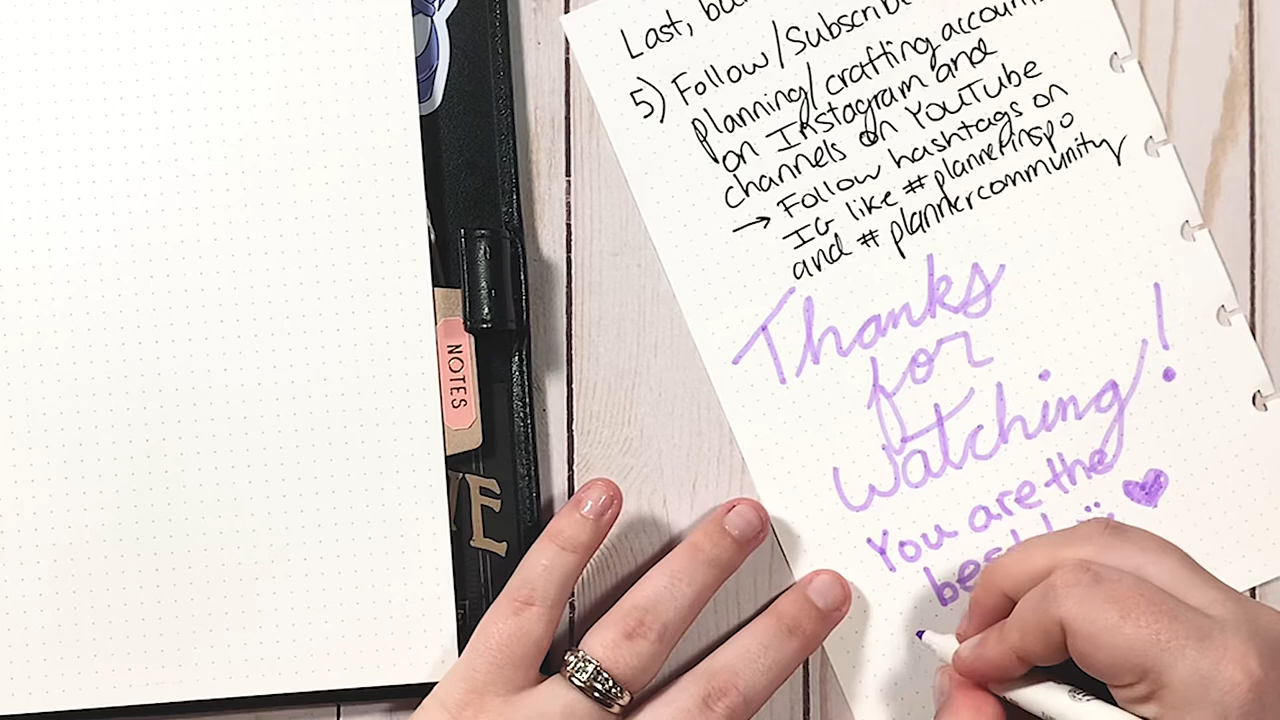 Last,
5) Follow/Subscribe
planning/crafting accounts
on Instagram and
channels on YouTube
→ Follow hashtags on
IG like #plannerinspo
and #plannercommunity
Thanks
for
Watching!
You are the
best!
NOTES